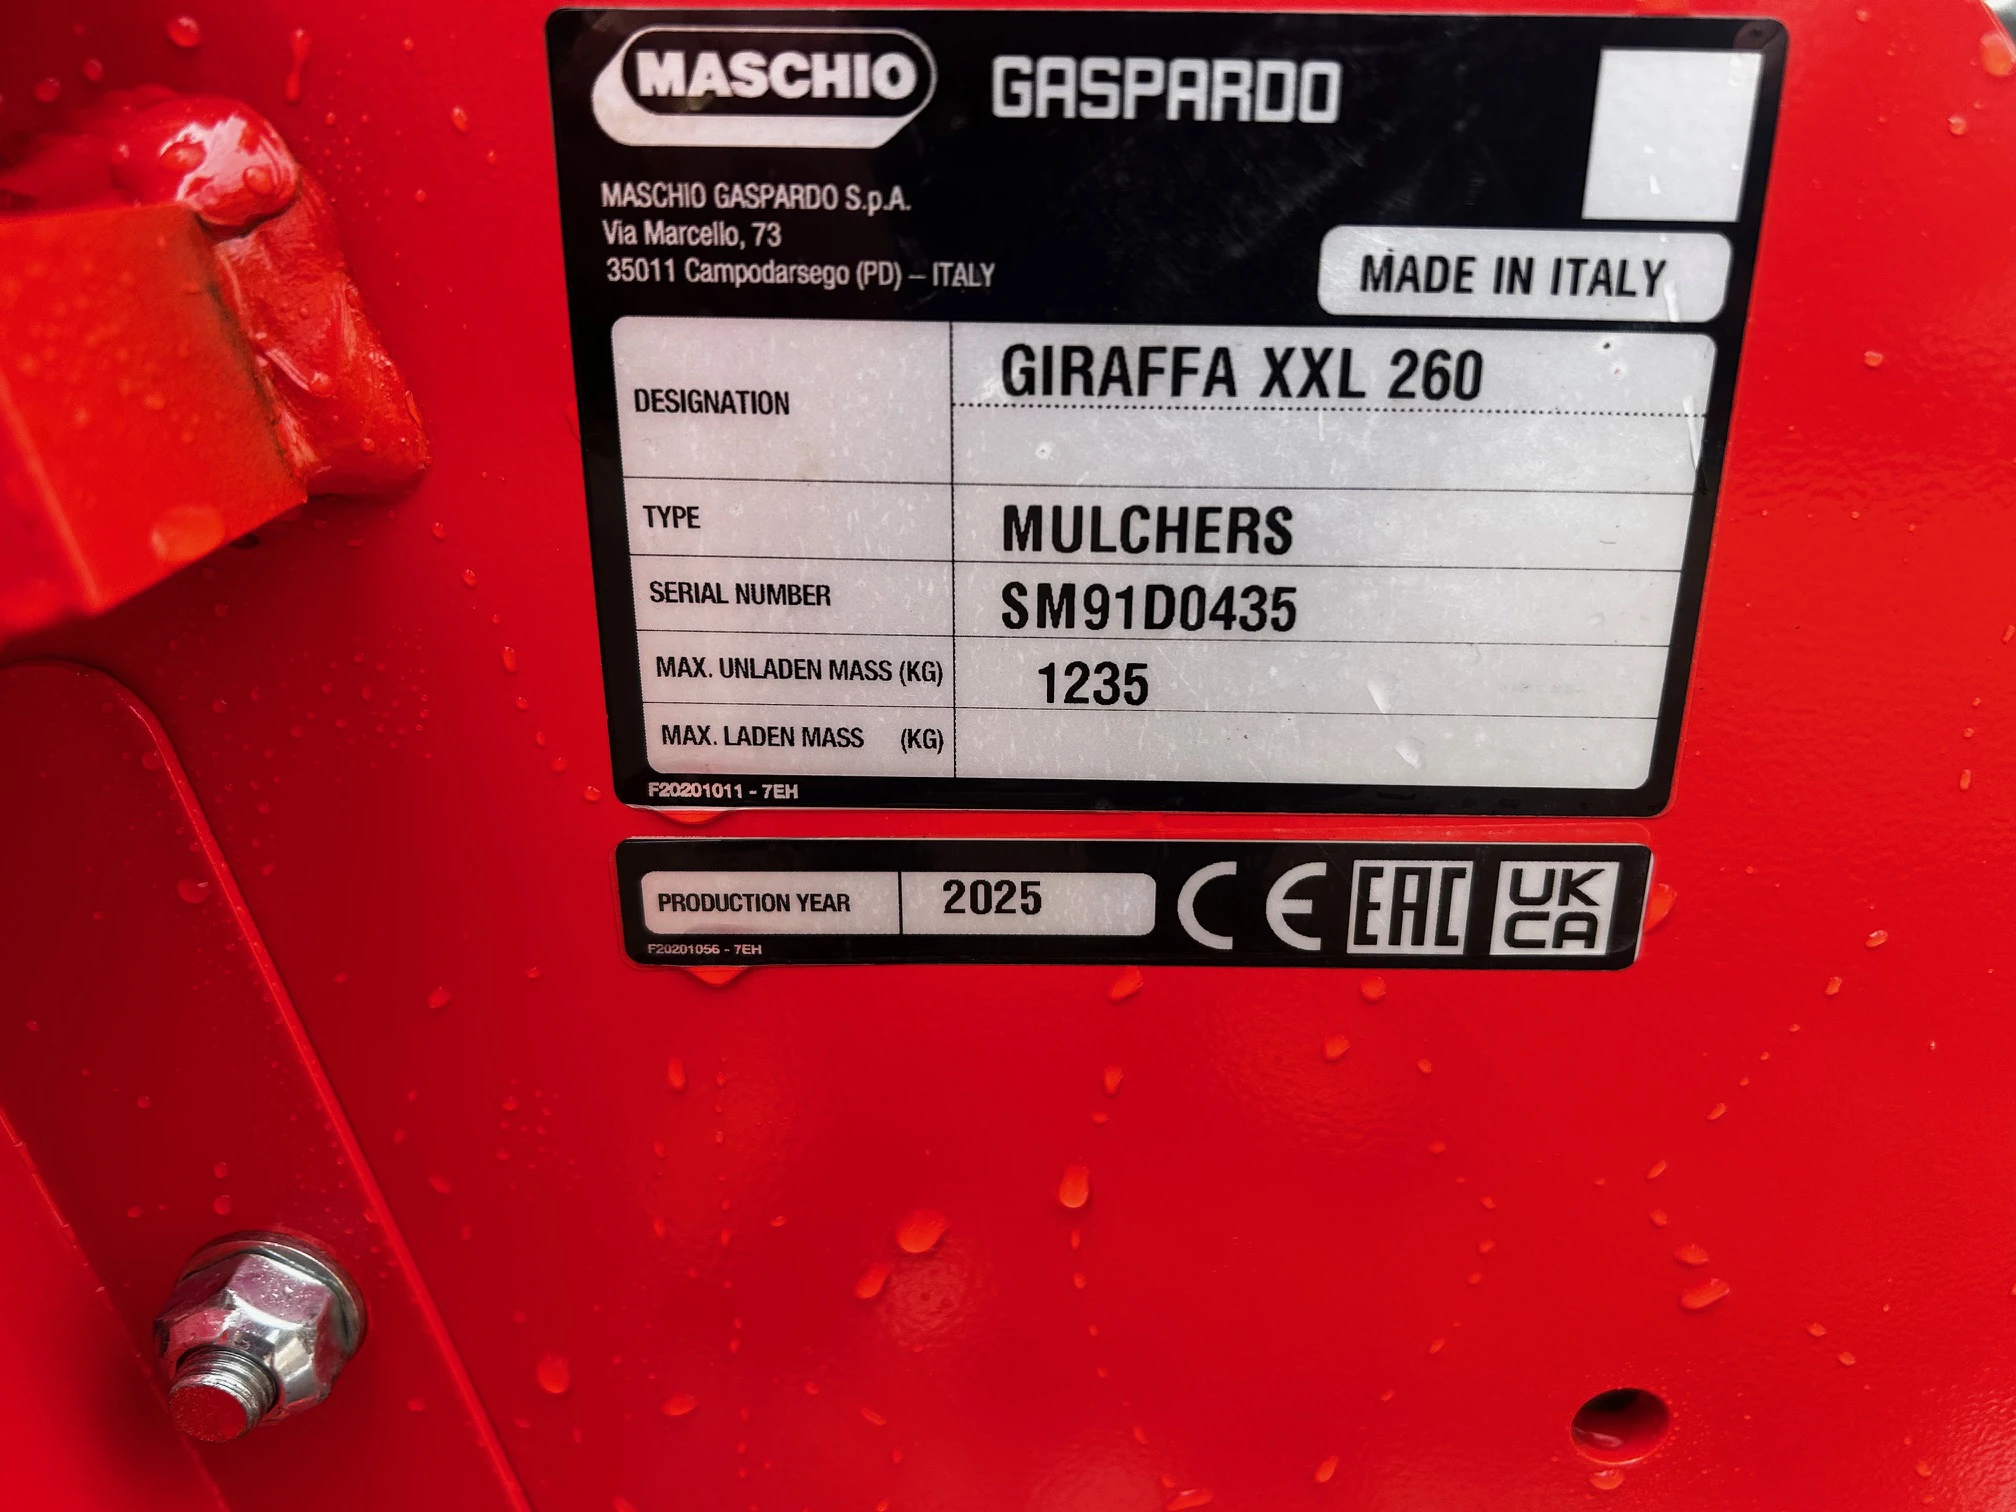 MASCHIO GASPARDO
MASCHIO GASPARDO S.p.A.
Via Marcello, 73
35011 Campodarsego (PD) – ITALY
MADE IN ITALY
DESIGNATION GIRAFFA XXL 260
TYPE MULCHERS
SERIAL NUMBER SM91D0435
MAX. UNLADEN MASS (KG) 1235
MAX. LADEN MASS (KG)
F20201011 - 7EH
PRODUCTION YEAR 2025 CE EAC UK
CA
F20201056 - 7EH